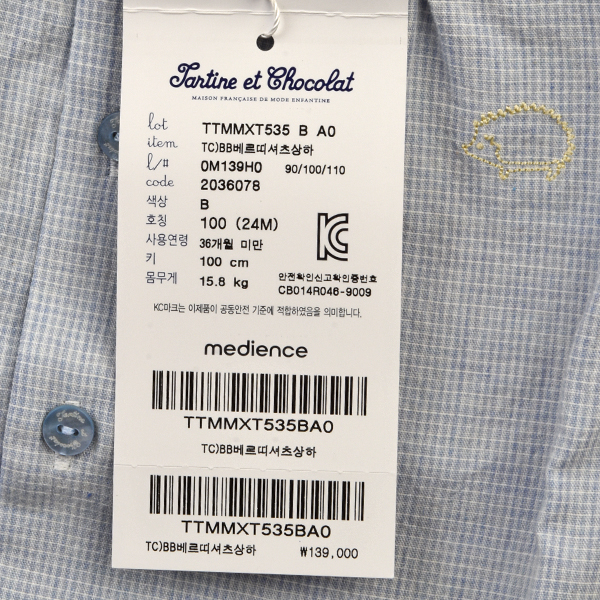 Tartine et Chocolat
MAISON FRANÇAISE DE MODE ENFANTINE
lot TTMMXT535 B A0
item TC)BB베르띠셔츠상하
l/# 0M139H0 90/100/110
code 2036078
색상 B
호칭 100 (24M)
사용연령 36개월 미만
키 100 cm
몸무게 15.8 kg
안전확인신고확인증번호
CB014R046-9009
KC마크는 이제품이 공동안전 기준에 적합하였음을 의미합니다.
medience
TTMMXT535BA0
TC)BB베르띠셔츠상하
TTMMXT535BA0
TC)BB베르띠셔츠상하 ₩139,000
Tartine et Chocolat